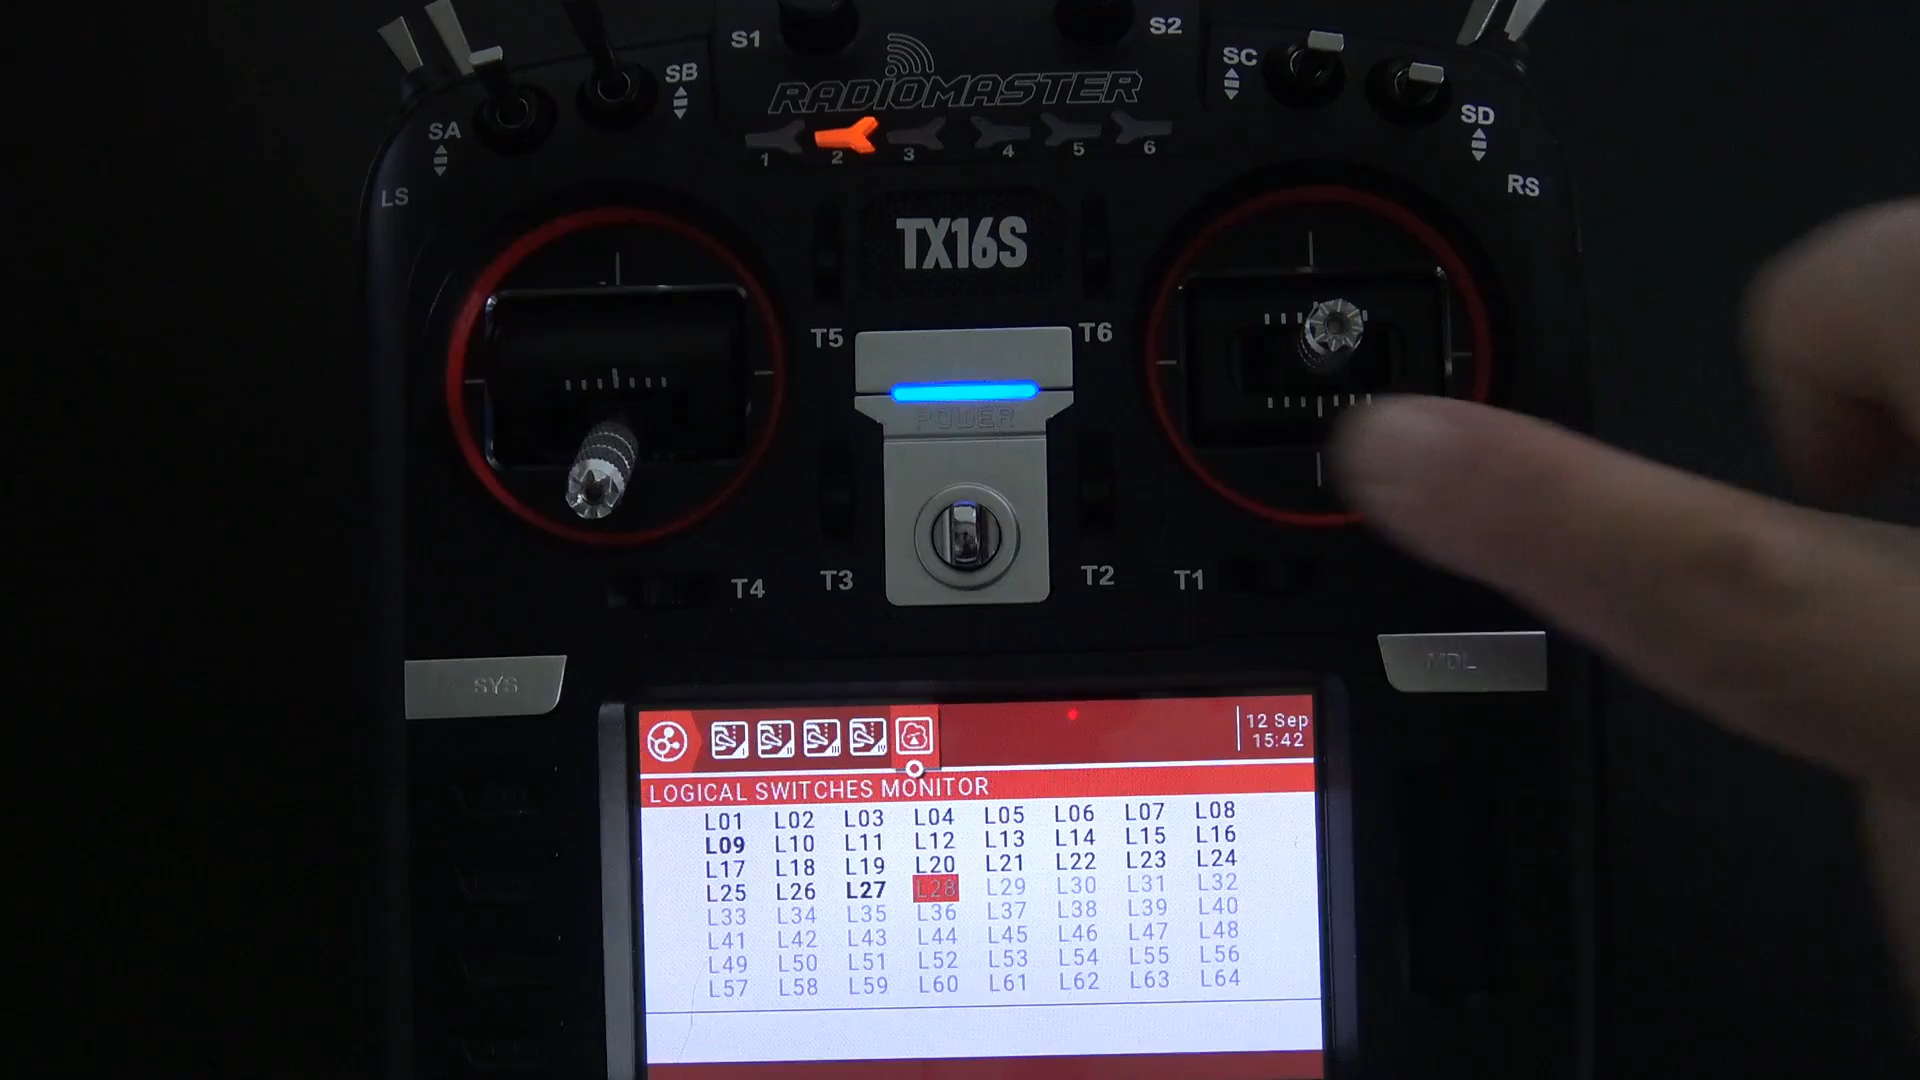 S1
S2
SB
SC
RADIOMASTER
SA
SD
1 2 3 4 5 6
LS
RS
TX16S
T5
T6
POWER
T4
T3
T2
T1
SYS
MDL
I II III IV
12 Sep
15:42
LOGICAL SWITCHES MONITOR
L01 L02 L03 L04 L05 L06 L07 L08
L09 L10 L11 L12 L13 L14 L15 L16
L17 L18 L19 L20 L21 L22 L23 L24
L25 L26 L27 L28 L29 L30 L31 L32
L33 L34 L35 L36 L37 L38 L39 L40
L41 L42 L43 L44 L45 L46 L47 L48
L49 L50 L51 L52 L53 L54 L55 L56
L57 L58 L59 L60 L61 L62 L63 L64